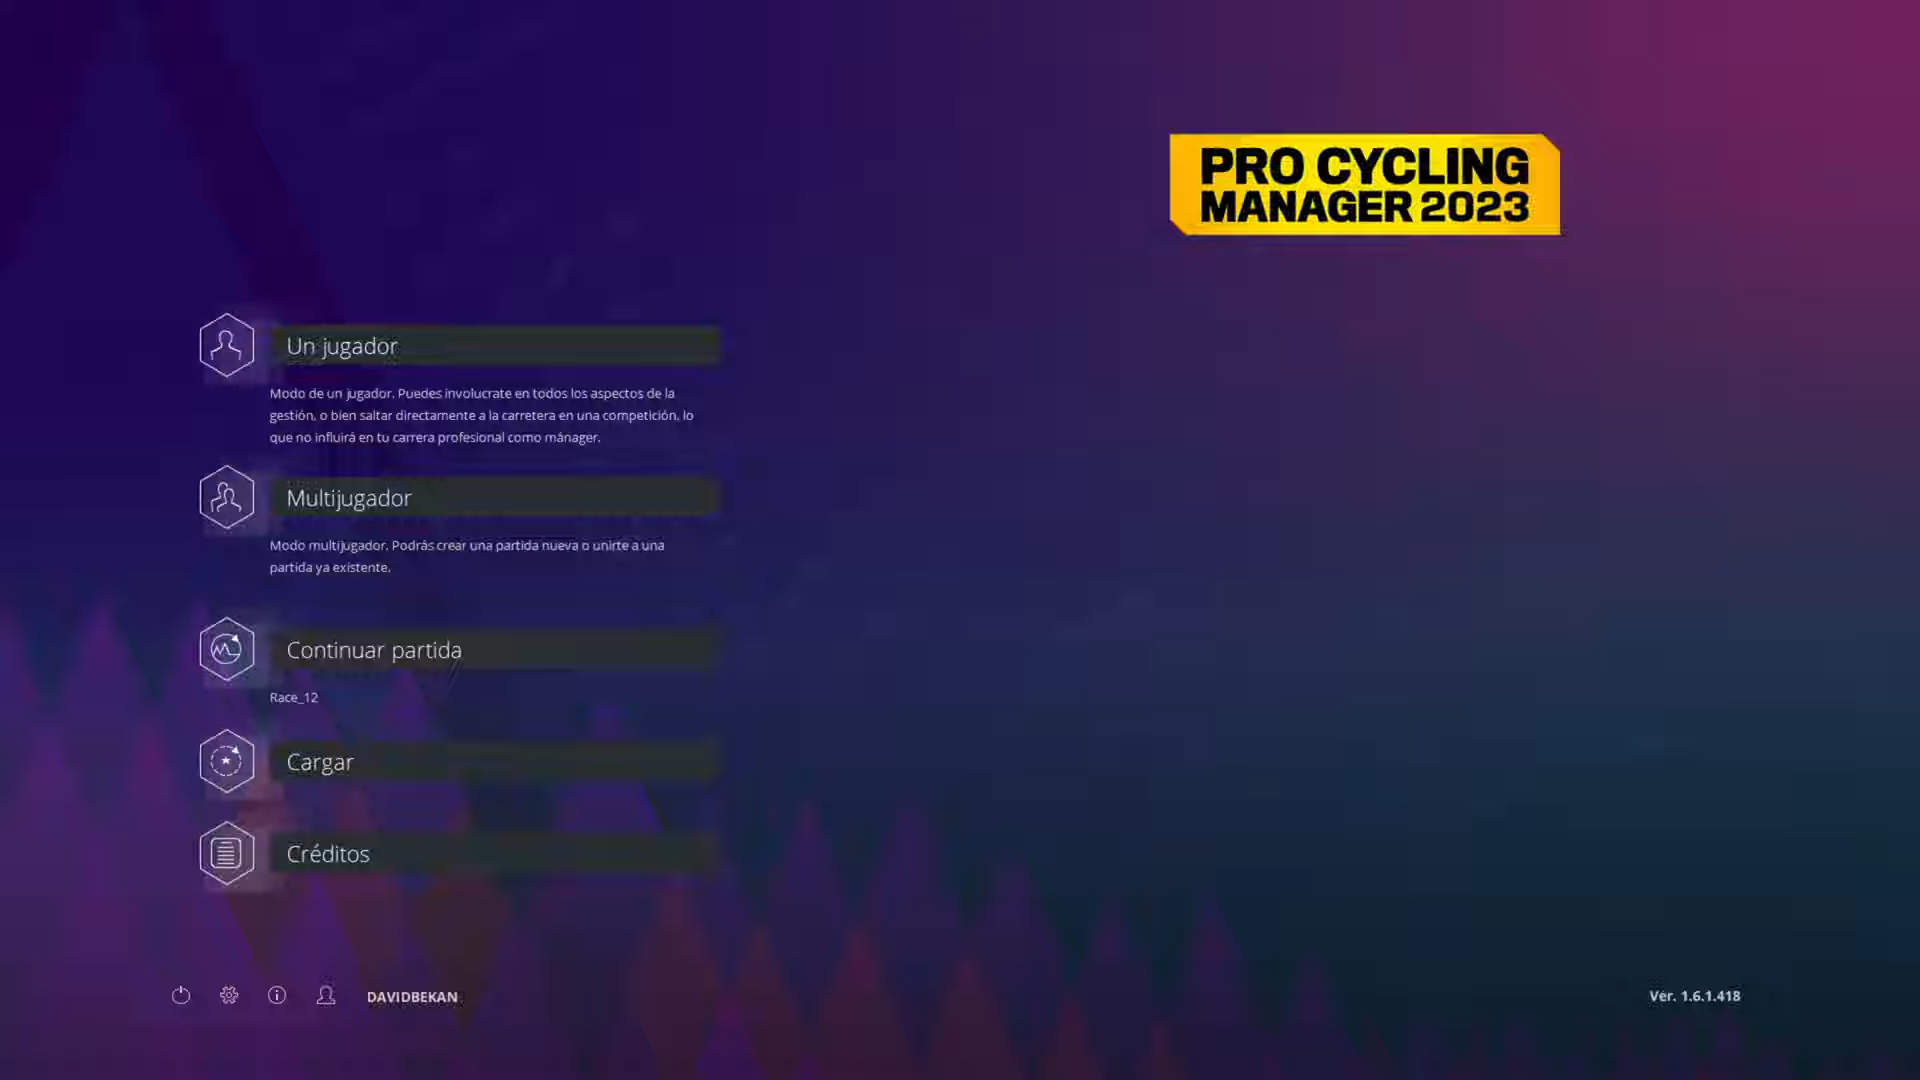 PRO CYCLING
MANAGER 2023
Un jugador
Modo de un jugador. Puedes involucrate en todos los aspectos de la
gestión, o bien saltar directamente a la carretera en una competición, lo
que no influirá en tu carrera profesional como mánager.
Multijugador
Modo multijugador. Podrás crear una partida nueva o unirte a una
partida ya existente.
Continuar partida
Race_12
Cargar
Créditos
DAVIDBEKAN
Ver. 1.6.1.418